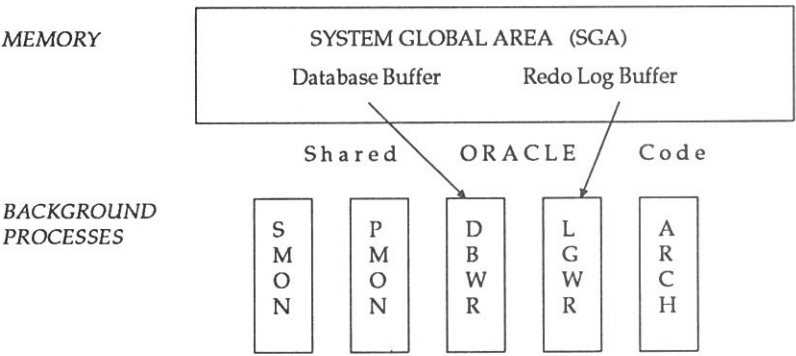 MEMORY
SYSTEM GLOBAL AREA (SGA)
Database Buffer Redo Log Buffer
Shared ORACLE Code
BACKGROUND
PROCESSES
SMON
PMON
DBWR
LGWR
ARCH